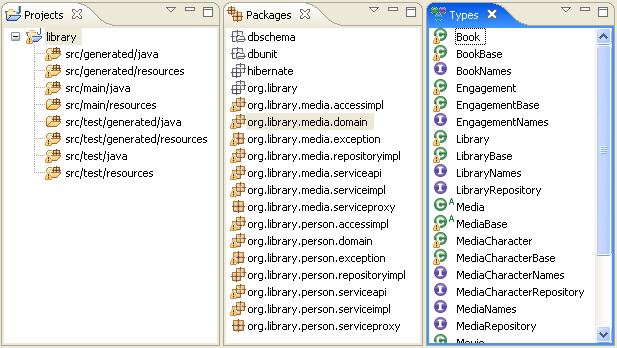 Projects
library
src/generated/java
src/generated/resources
src/main/java
src/main/resources
src/test/generated/java
src/test/generated/resources
src/test/java
src/test/resources
Packages
dbschema
dbunit
hibernate
org.library
org.library.media.accessimpl
org.library.media.domain
org.library.media.exception
org.library.media.repositoryimpl
org.library.media.serviceapi
org.library.media.serviceimpl
org.library.media.serviceproxy
org.library.person.accessimpl
org.library.person.domain
org.library.person.exception
org.library.person.repositoryimpl
org.library.person.serviceapi
org.library.person.serviceimpl
org.library.person.serviceproxy
Types
Book
BookBase
BookNames
Engagement
EngagementBase
EngagementNames
Library
LibraryBase
LibraryNames
LibraryRepository
Media
MediaBase
MediaCharacter
MediaCharacterBase
MediaCharacterNames
MediaCharacterRepository
MediaNames
MediaRepository
Movie